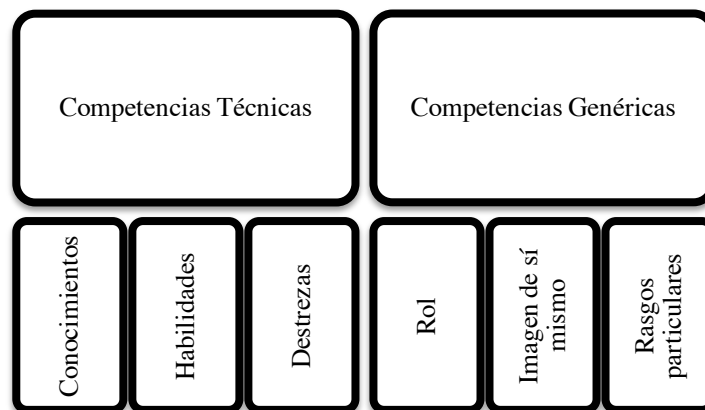 Competencias Técnicas
Competencias Genéricas
Conocimientos
Habilidades
Destrezas
Rol
Imagen de sí
mismo
Rasgos
particulares